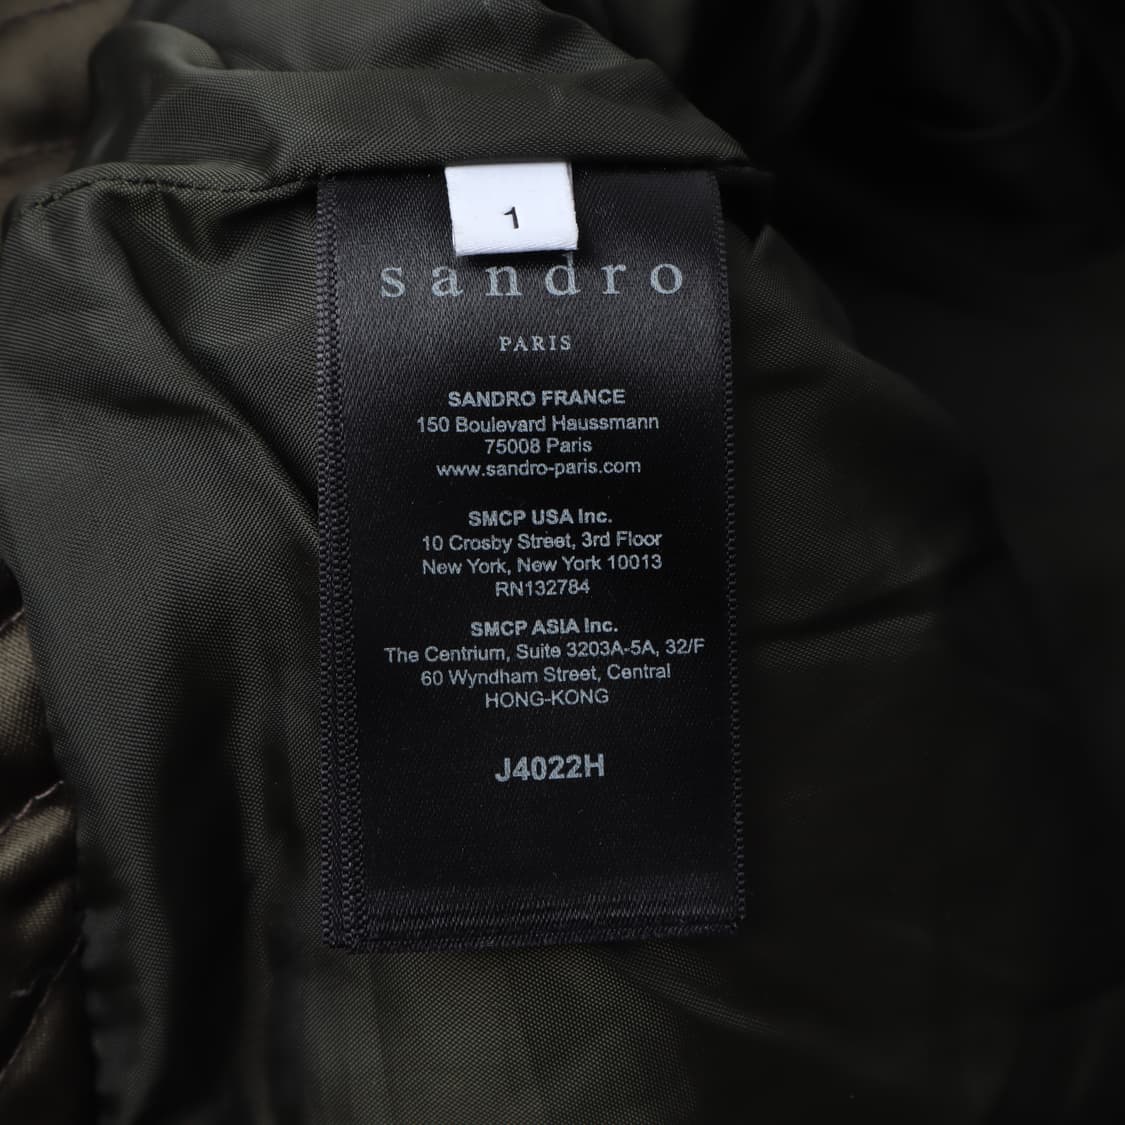 1
sandro
PARIS
SANDRO FRANCE
150 Boulevard Haussmann
75008 Paris
www.sandro-paris.com
SMCP USA Inc.
10 Crosby Street, 3rd Floor
New York, New York 10013
RN132784
SMCP ASIA Inc.
The Centrium, Suite 3203A-5A, 32/F
60 Wyndham Street, Central
HONG-KONG
J4022H